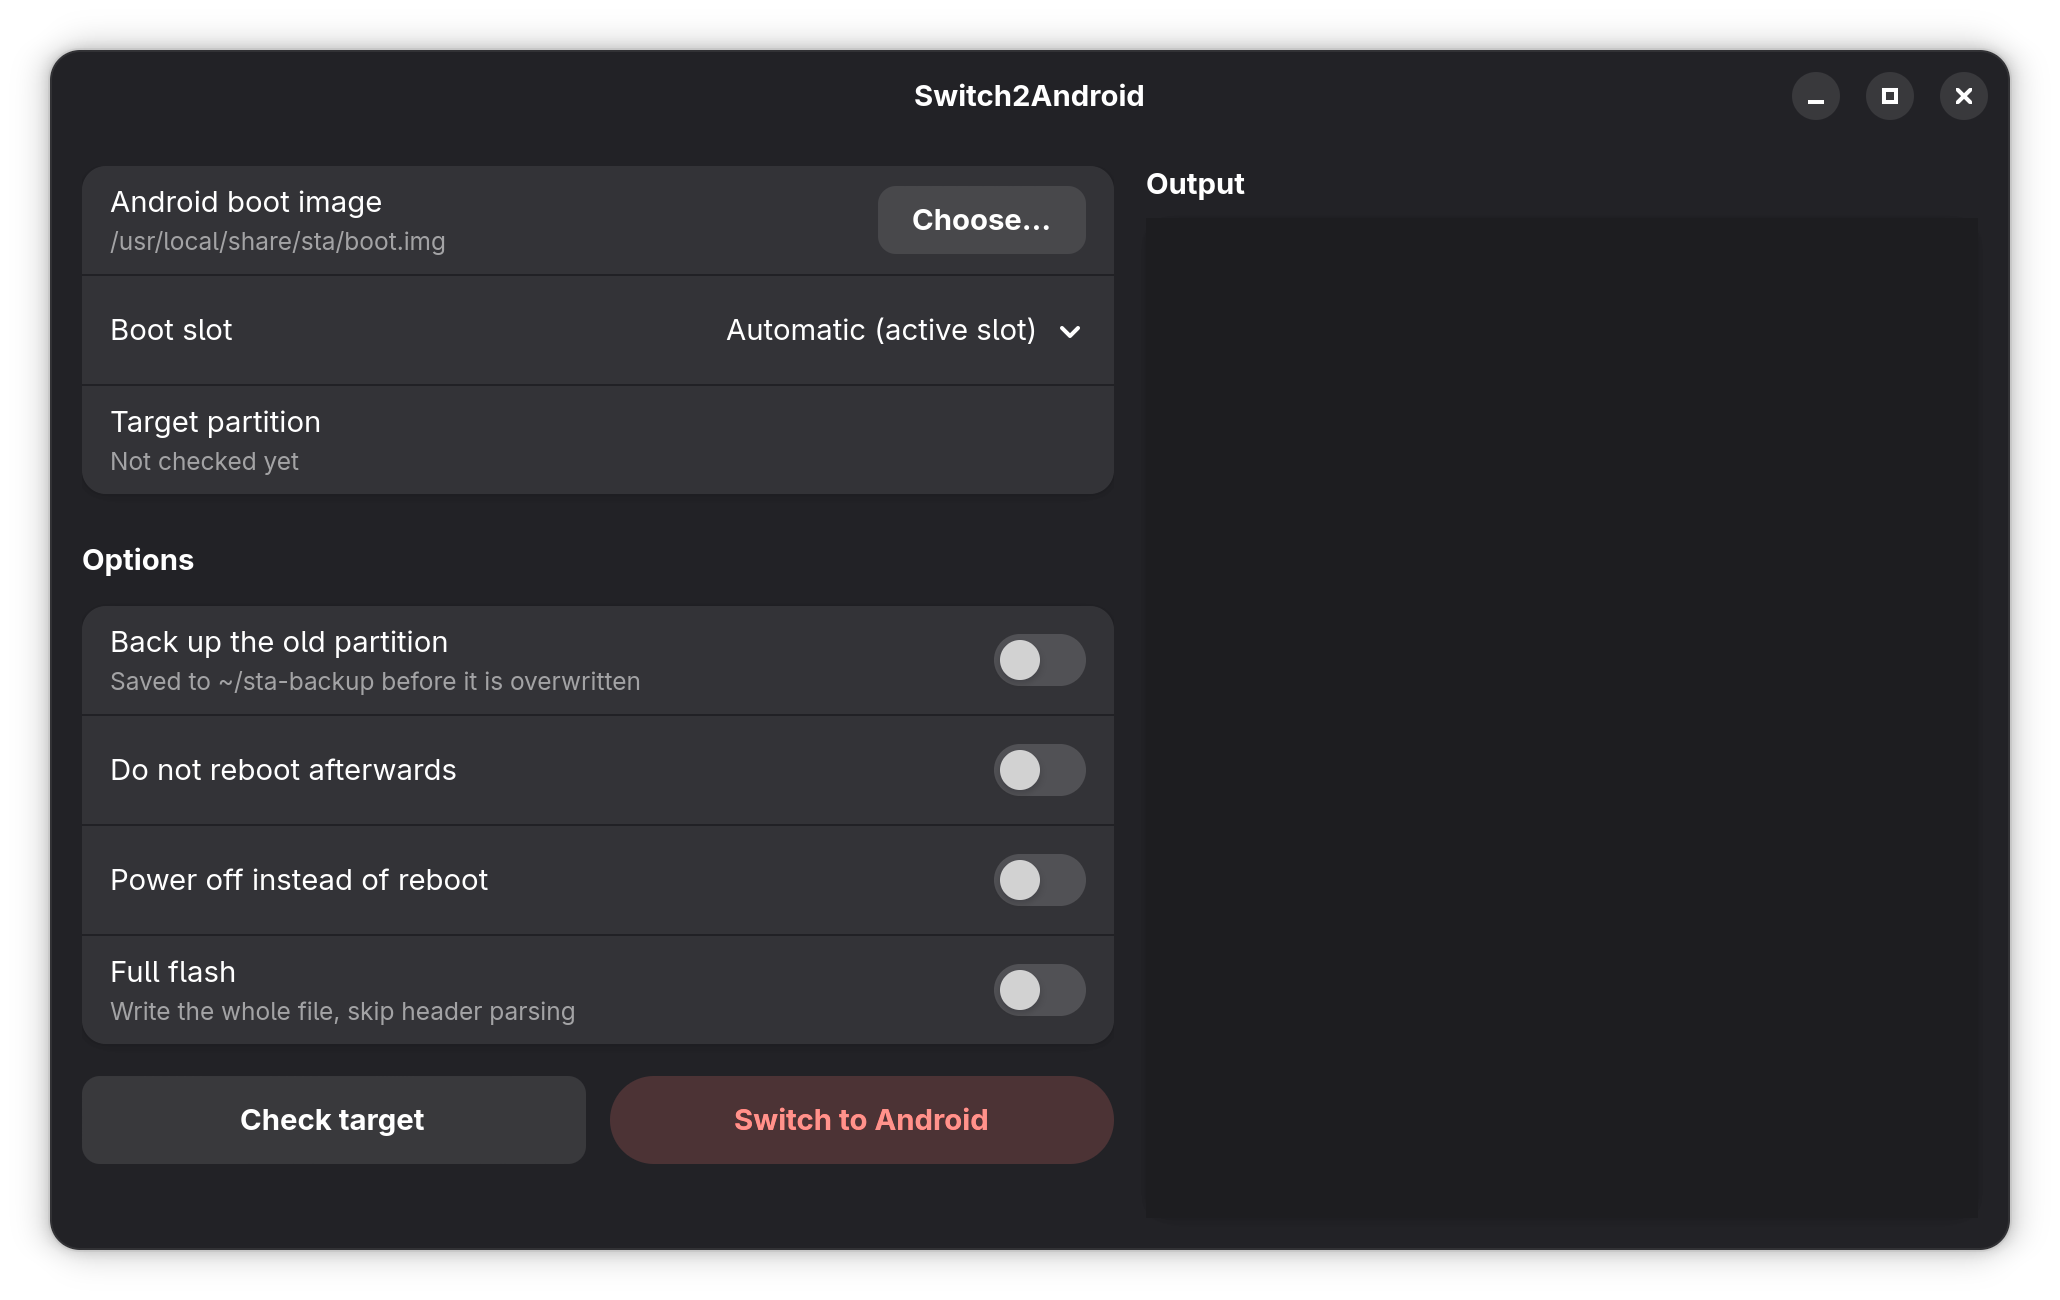 Switch2Android
Android boot image
/usr/local/share/sta/boot.img
Choose...
Boot slot
Automatic (active slot)
Target partition
Not checked yet
Options
Back up the old partition
Saved to ~/sta-backup before it is overwritten
Do not reboot afterwards
Power off instead of reboot
Full flash
Write the whole file, skip header parsing
Check target
Switch to Android
Output